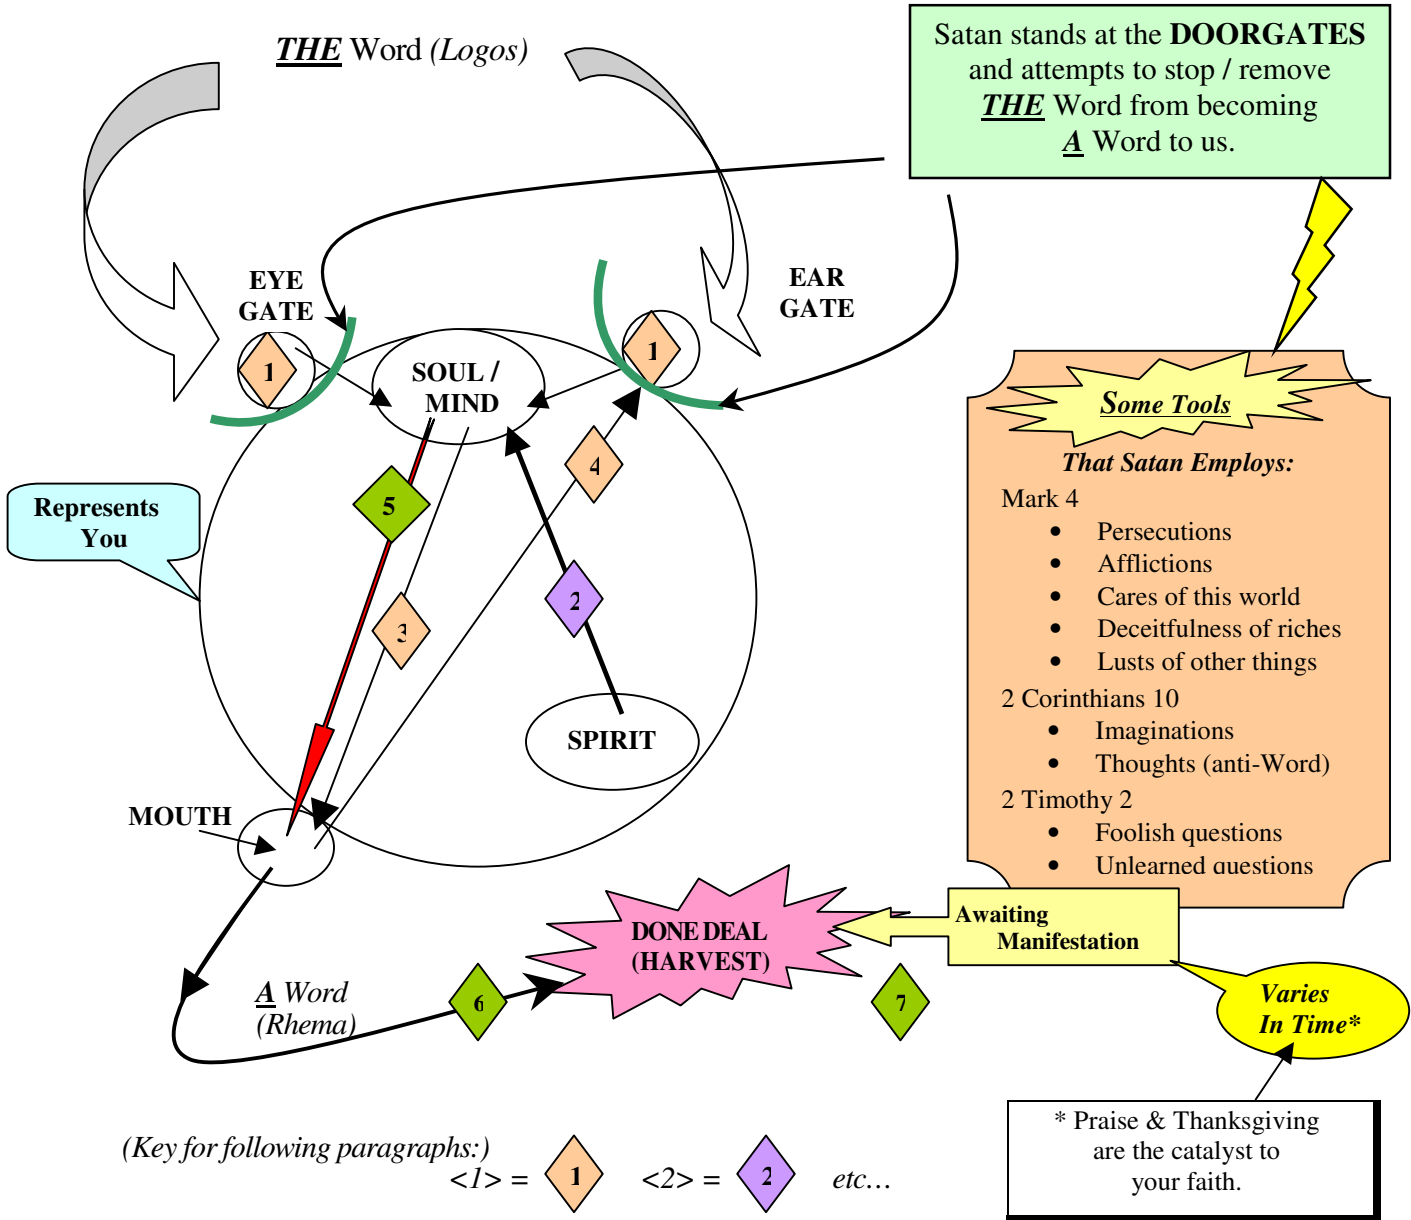 THE Word (Logos)
Satan stands at the DOORGATES
and attempts to stop / remove
THE Word from becoming
A Word to us.
EYE
GATE
EAR
GATE
1
1
SOUL /
MIND
Some Tools
That Satan Employs:
Mark 4
• Persecutions
• Afflictions
• Cares of this world
• Deceitfulness of riches
• Lusts of other things
2 Corinthians 10
• Imaginations
• Thoughts (anti-Word)
2 Timothy 2
• Foolish questions
• Unlearned questions
4
5
Represents
You
2
3
SPIRIT
MOUTH
DONE DEAL
(HARVEST)
Awaiting
Manifestation
A Word
(Rhema)
6
7
Varies
In Time*
* Praise & Thanksgiving
are the catalyst to
your faith.
(Key for following paragraphs:)
<1> = 1 <2> = 2 etc…